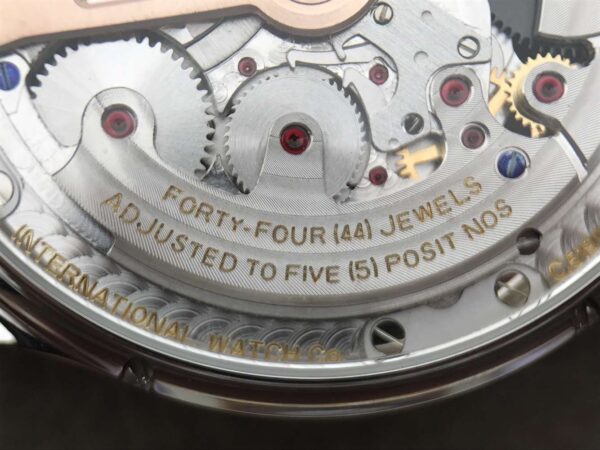 FORTY-FOUR (44) JEWELS
ADJUSTED TO FIVE (5) POSIT NOS
INTERNATIONAL WATCH Co.